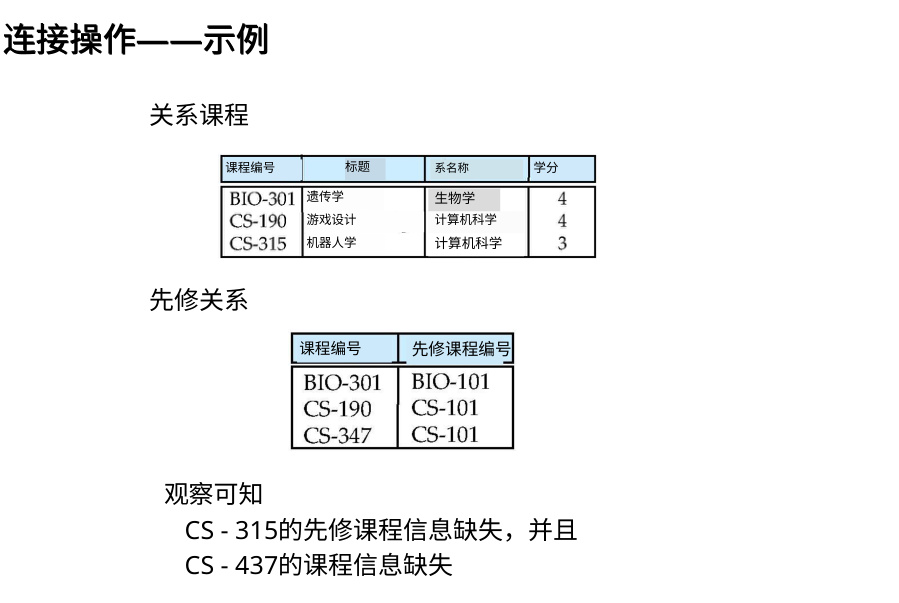 连接操作——示例
关系课程
课程编号 标题 系名称 学分
BIO-301 遗传学 生物学 4
CS-190 游戏设计 计算机科学 4
CS-315 机器人学 计算机科学 3
先修关系
课程编号 先修课程编号
BIO-301 BIO-101
CS-190 CS-101
CS-347 CS-101
观察可知
CS - 315的先修课程信息缺失，并且
CS - 437的课程信息缺失